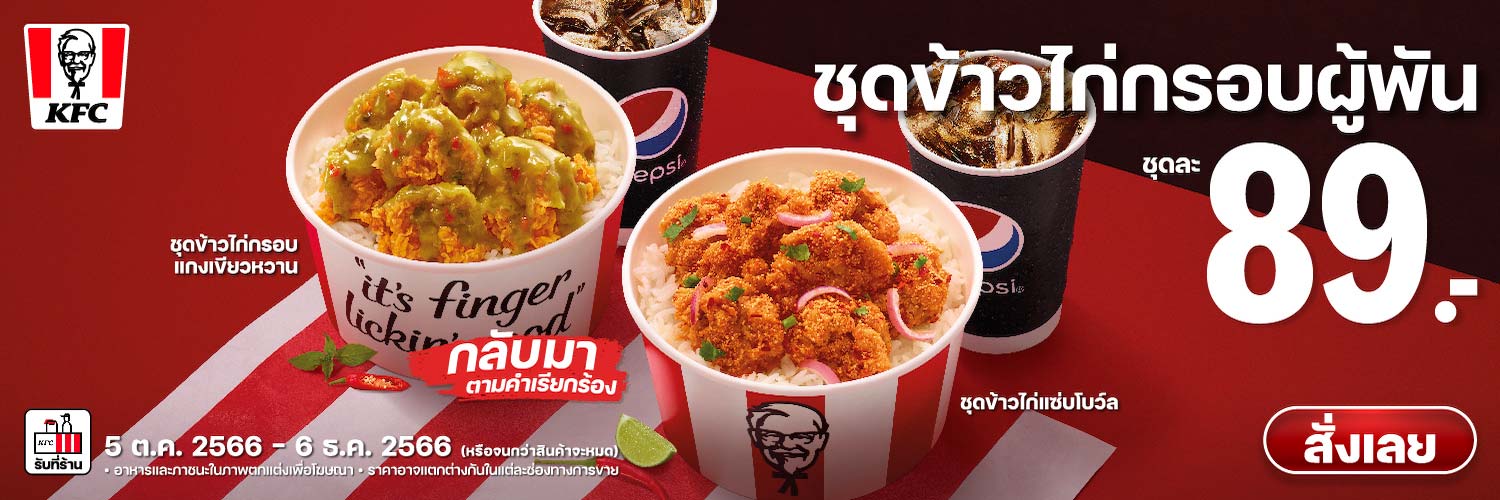 KFC
ชุดข้าวไก่กรอบผู้พัน
ชุดละ
89.-
pepsi
psi
ชุดข้าวไก่กรอบ
แกงเขียวหวาน
"it's finger
lickin' good"
กลับมา
ตามคำเรียกร้อง
ชุดข้าวไก่แซ่บโบว์ล
KFC
รับที่ร้าน
5 ต.ค. 2566 - 6 ธ.ค. 2566 (หรือจนกว่าสินค้าจะหมด)
• อาหารและภาชนะในภาพตกแต่งเพื่อโฆษณา • ราคาอาจแตกต่างกันในแต่ละช่องทางการขาย
สั่งเลย